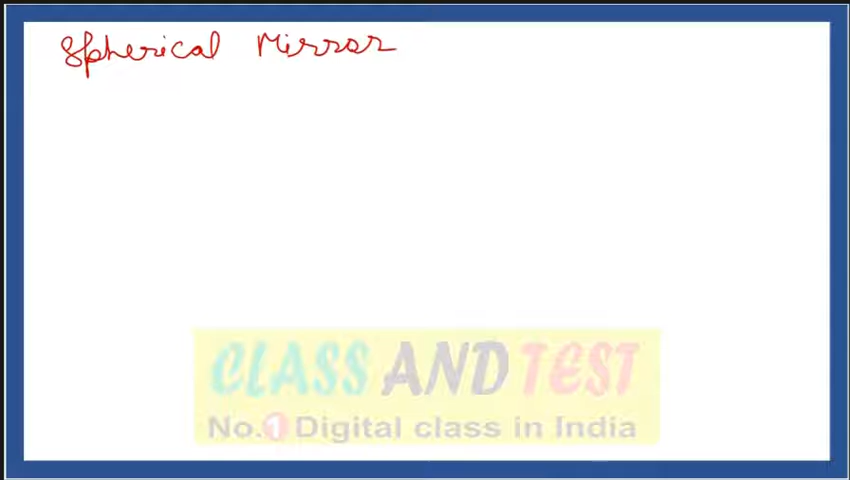 Spherical Mirror
CLASS AND TEST
No.1 Digital class in India